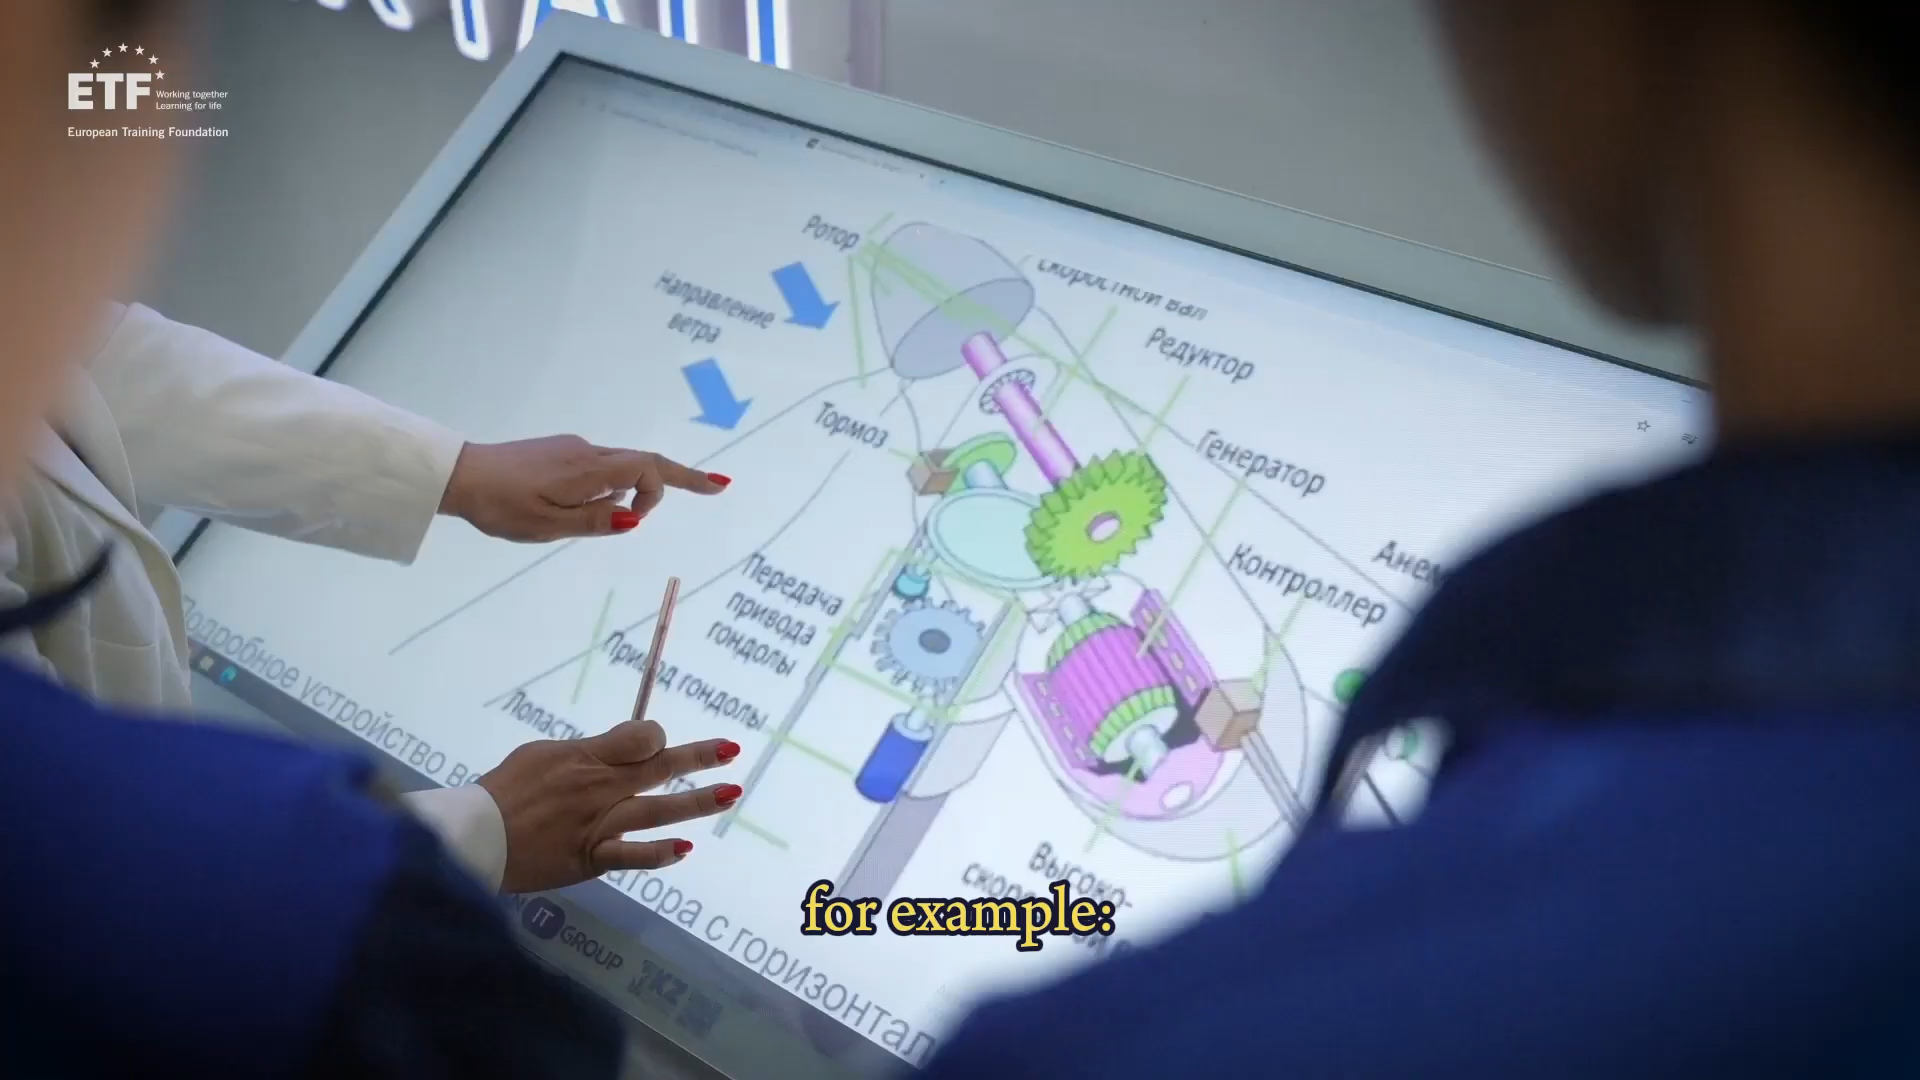 ETF Working together
Learning for life
European Training Foundation
Ротор
Направление
ветра
скоростной вал
Редуктор
Тормоз
Генератор
Контроллер
Передача
привода
гондолы
Привод гондолы
Лопасти
Высоко-
Подробное устройство
с горизонтал
IT
GROUP
KZ
for example: